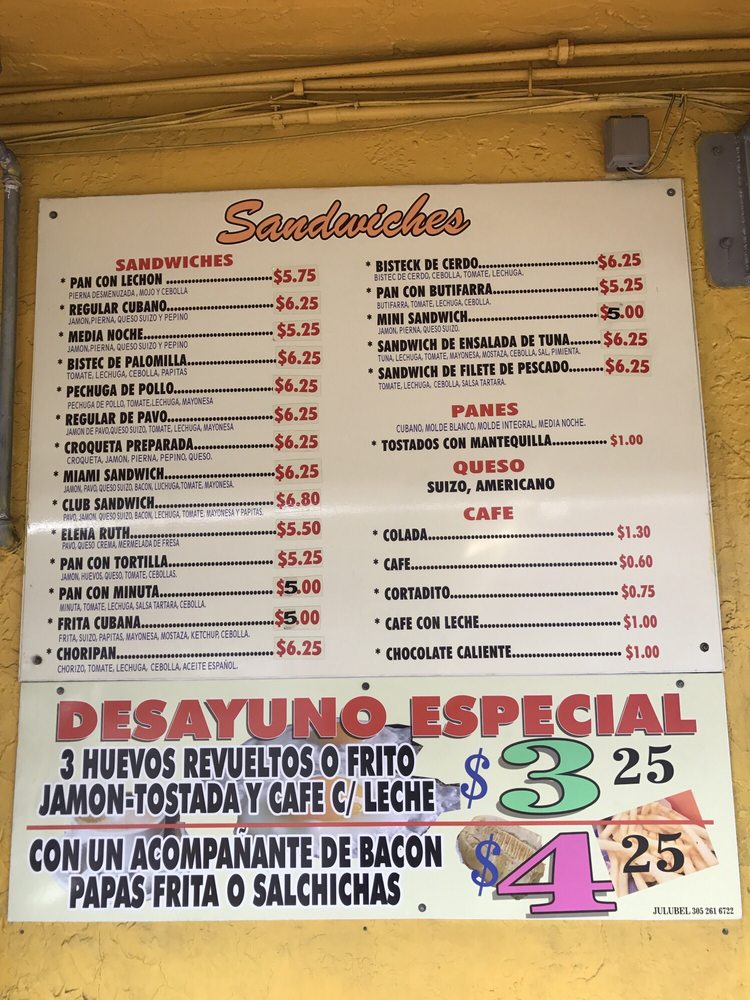 Sandwiches
SANDWICHES
* PAN CON LECHON ........ $5.75
PIERNA DESMENUZADA , MOJO Y CEBOLLA
* REGULAR CUBANO........ $6.25
JAMON,PIERNA, QUESO SUIZO Y PEPINO
* MEDIA NOCHE........ $5.25
JAMON,PIERNA, QUESO SUIZO Y PEPINO
* BISTEC DE PALOMILLA........ $6.25
TOMATE, LECHUGA, CEBOLLA, PAPITAS
* PECHUGA DE POLLO........ $6.25
PECHUGA DE POLLO, TOMATE,LECHUGA, MAYONESA
* REGULAR DE PAVO........ $6.25
JAMON DE PAVO,QUESO SUIZO, TOMATE, LECHUGA, MAYONESA
* CROQUETA PREPARADA........ $6.25
CROQUETA, JAMON, PIERNA, PEPINO, QUESO.
* MIAMI SANDWICH........ $6.25
JAMON, PAVO, QUESO SUIZO, BACON, LUCHUGA,TOMATE, MAYONESA.
* CLUB SANDWICH........ $6.80
PAVO, JAMON, QUESO SUIZO, BACON, LECHUGA, TOMATE, MAYONESA Y PAPITAS.
* ELENA RUTH........ $5.50
PAVO, QUESO CREMA, MERMELADA DE FRESA
* PAN CON TORTILLA........ $5.25
JAMON, HUEVOS, QUESO, TOMATE, CEBOLLAS.
* PAN CON MINUTA........ $5.00
MINUTA, TOMATE, LECHUGA, SALSA TARTARA, CEBOLLA.
* FRITA CUBANA........ $5.00
FRITA, SUIZO, PAPITAS, MAYONESA, MOSTAZA, KETCHUP, CEBOLLA.
* CHORIPAN........ $6.25
CHORIZO, TOMATE, LECHUGA, CEBOLLA, ACEITE ESPAÑOL.
* BISTECK DE CERDO........ $6.25
BISTEC DE CERDO, CEBOLLA, TOMATE, LECHUGA.
* PAN CON BUTIFARRA........ $5.25
BUTIFARRA, TOMATE, LECHUGA, CEBOLLA.
* MINI SANDWICH........ $5.00
JAMON, PIERNA, QUESO SUIZO.
* SANDWICH DE ENSALADA DE TUNA....... $6.25
TUNA, LECHUGA, TOMATE, MAYONESA, MOSTAZA, CEBOLLA, SAL, PIMIENTA.
* SANDWICH DE FILETE DE PESCADO........ $6.25
TOMATE, LECHUGA, CEBOLLA, SALSA TARTARA.
PANES
CUBANO, MOLDE BLANCO, MOLDE INTEGRAL, MEDIA NOCHE.
* TOSTADOS CON MANTEQUILLA............. $1.00
QUESO
SUIZO, AMERICANO
CAFE
* COLADA........ $1.30
* CAFE........ $0.60
* CORTADITO........ $0.75
* CAFE CON LECHE........ $1.00
* CHOCOLATE CALIENTE........ $1.00
DESAYUNO ESPECIAL
3 HUEVOS REVUELTOS O FRITO
JAMON-TOSTADA Y CAFE C/ LECHE $3 25
CON UN ACOMPAÑANTE DE BACON
PAPAS FRITA O SALCHICHAS $4 25
JULUBEL 305 261 6722